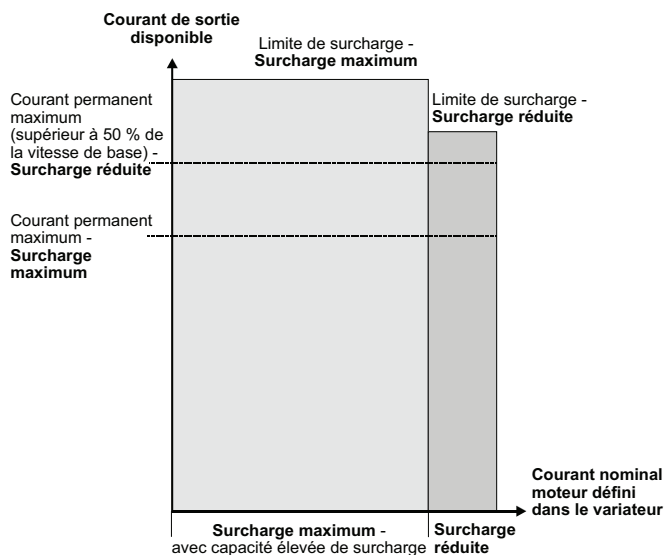 Courant de sortie
disponible
Limite de surcharge -
Surcharge maximum
Courant permanent
maximum
(supérieur à 50 % de
la vitesse de base) -
Surcharge réduite
Limite de surcharge -
Surcharge réduite
Courant permanent
maximum -
Surcharge
maximum
Courant nominal
moteur défini
dans le variateur
Surcharge maximum -
avec capacité élevée de surcharge
Surcharge
réduite